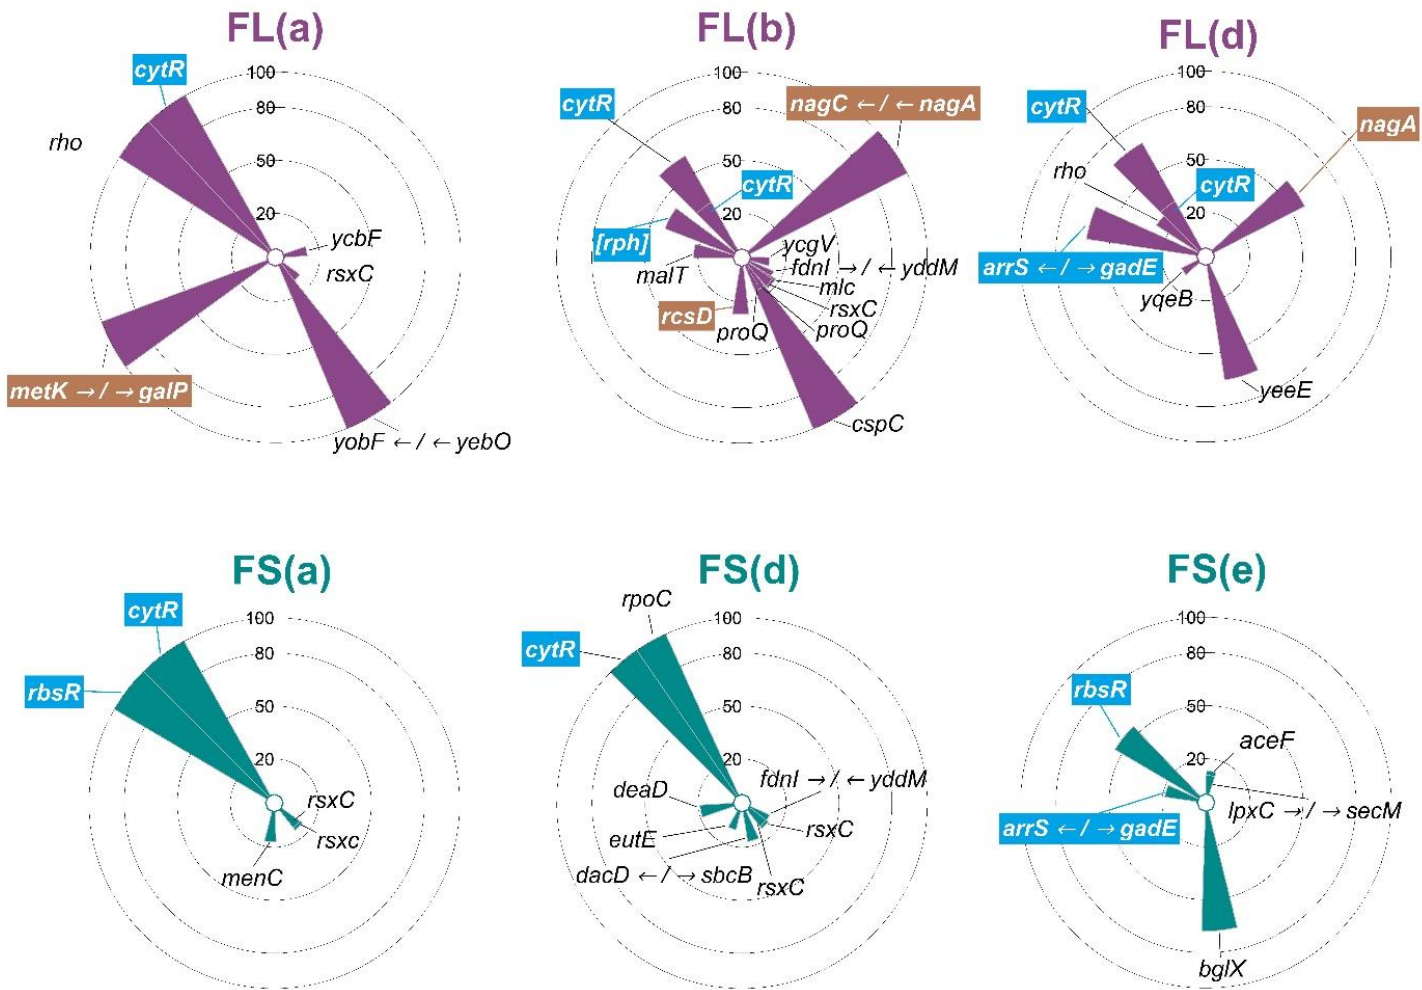 FL(a)
cytR
100
80
rho
50
20
ycbF
rsxC
metK → / → galP
yobF ← / ← yebO
FL(b)
100
cytR
80
nagC ← / ← nagA
50
cytR
20
[rph]
malT
ycgV
fdnI → / ← yddM
mlc
rsxC
rcsD
proQ
proQ
cspC
FL(d)
100
cytR
80
nagA
50
rho
cytR
20
arrS ← / → gadE
yqeB
yeeE
FS(a)
cytR
100
80
rbsR
50
20
rsxC
rsxc
menC
FS(d)
rpoC
100
cytR
80
50
20
deaD
fdnI → / ← yddM
eutE
rsxC
dacD ← / → sbcB
rsxC
FS(e)
100
80
rbsR
50
20
aceF
arrS ← / → gadE
lpxC → / → secM
bglX